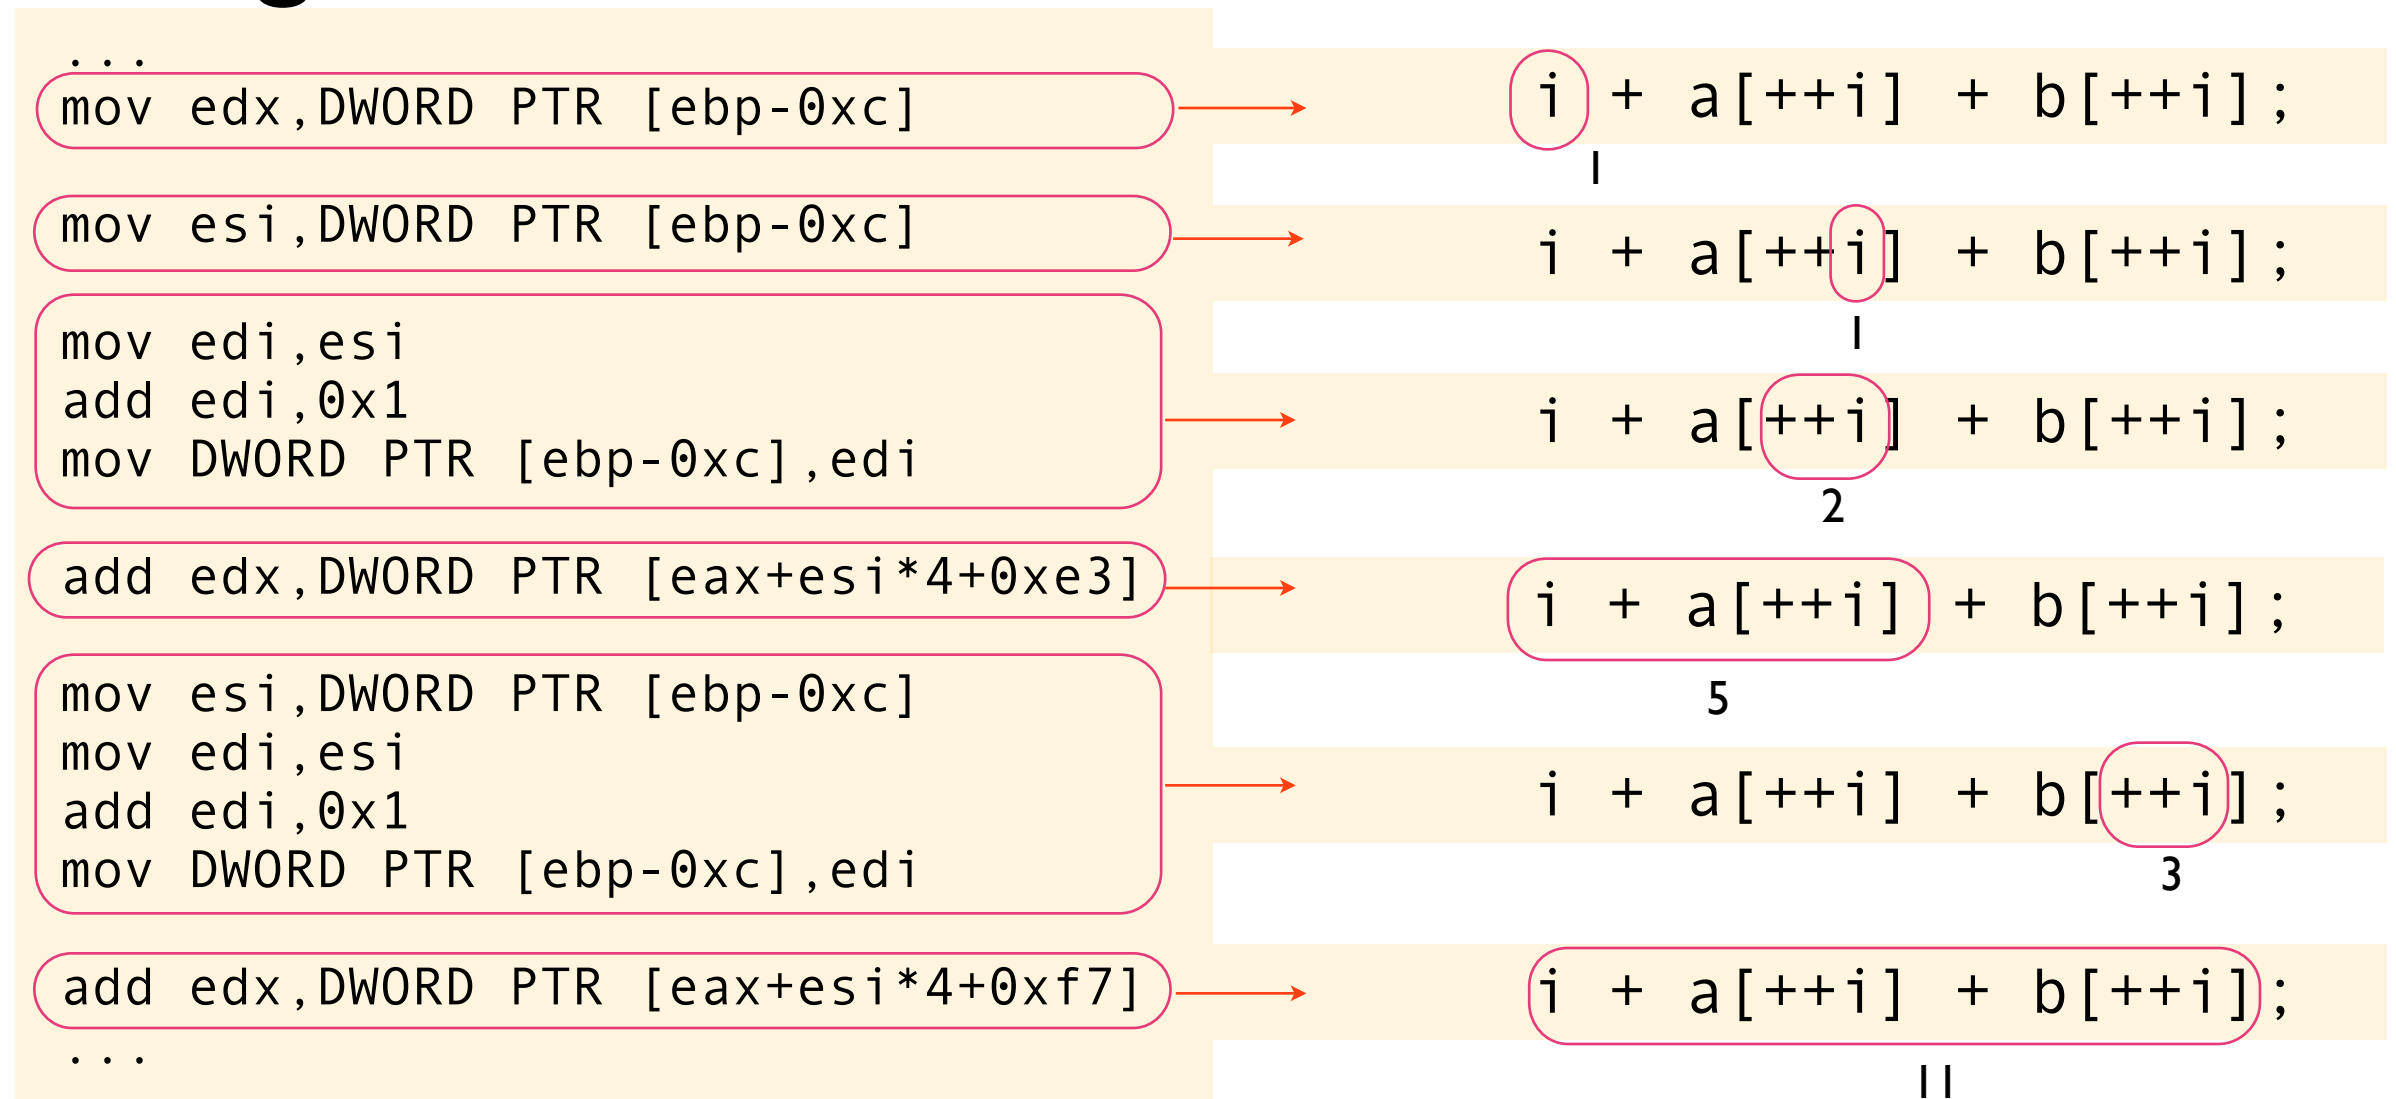 ...
mov edx,DWORD PTR [ebp-0xc]
i + a[++i] + b[++i];
1
mov esi,DWORD PTR [ebp-0xc]
i + a[++i] + b[++i];
1
mov edi,esi
add edi,0x1
mov DWORD PTR [ebp-0xc],edi
i + a[++i] + b[++i];
2
add edx,DWORD PTR [eax+esi*4+0xe3]
i + a[++i] + b[++i];
5
mov esi,DWORD PTR [ebp-0xc]
mov edi,esi
add edi,0x1
mov DWORD PTR [ebp-0xc],edi
i + a[++i] + b[++i];
3
add edx,DWORD PTR [eax+esi*4+0xf7]
i + a[++i] + b[++i];
11
...